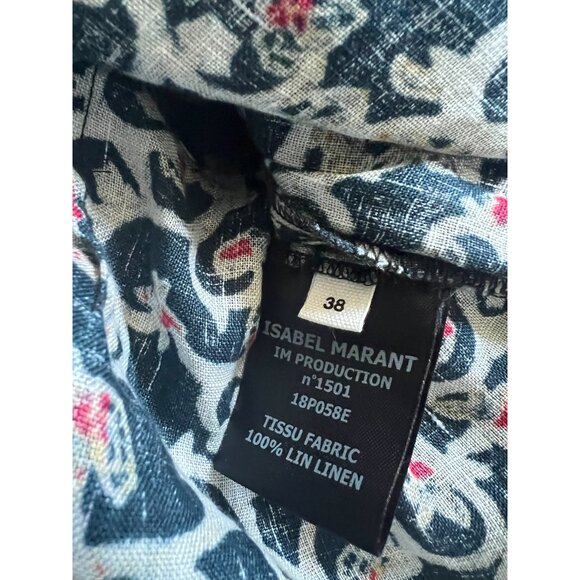 38
ISABEL MARANT
IM PRODUCTION
n°1501
18P058E
TISSU FABRIC
100% LIN LINEN